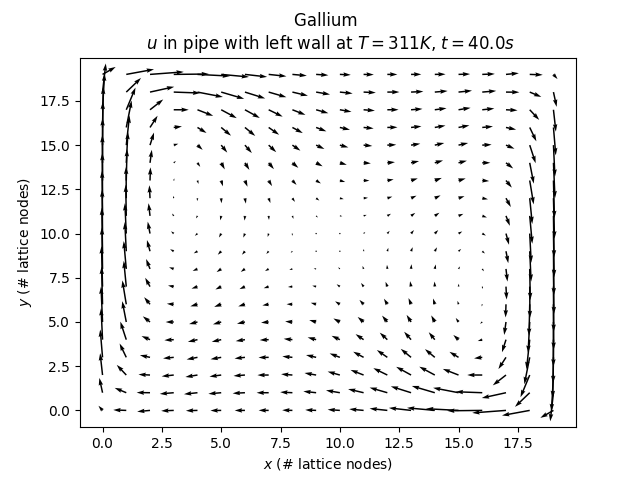 Gallium
u in pipe with left wall at T = 311K, t = 40.0s
17.5
15.0
12.5
10.0
7.5
5.0
2.5
0.0
y (# lattice nodes)
0.0 2.5 5.0 7.5 10.0 12.5 15.0 17.5
x (# lattice nodes)